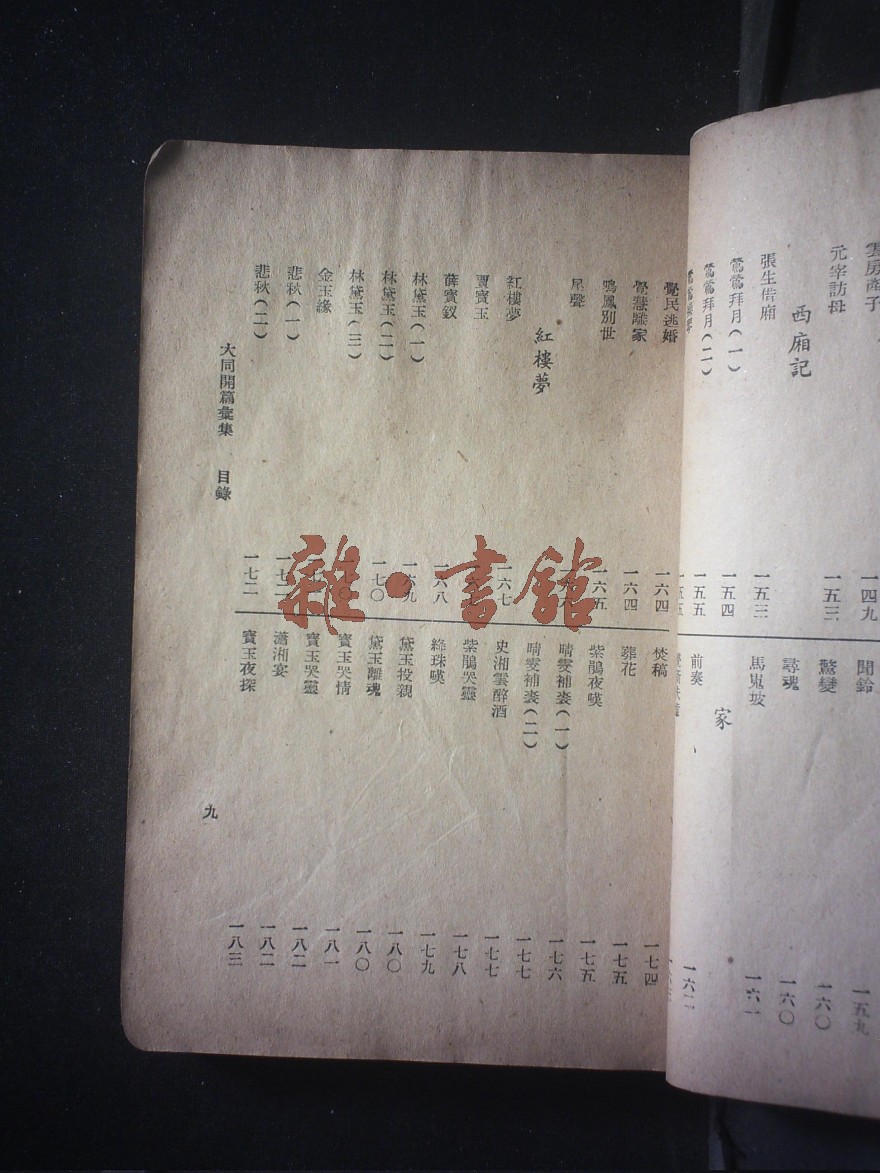 雲房產子
一四九
元宰訪母
一五三
西廂記
張生借廂
一五三
鶯鶯拜月(一)
一五四
鶯鶯拜月(二)
一五五
聞鈴
一五九
驚變
一六〇
尋魂
一六〇
馬嵬坡
一六一
家
前奏
一六二
覺民逃婚
一六四
覺慧離家
一六四
鳴鳳別世
一六五
尾聲
紅樓夢
紅樓夢
一六七
賈寶玉
薛寶釵
一六八
林黛玉(一)
一六九
林黛玉(二)
一七〇
林黛玉(三)
金玉緣
悲秋(一)
悲秋(二)
一七二
焚稿
一七四
葬花
一七五
紫鵑夜嘆
一七五
晴雯補裘(一)
一七六
晴雯補裘(二)
一七七
史湘雲醉酒
一七七
紫鵑哭靈
一七八
綠珠嘆
一七九
黛玉投親
一八〇
黛玉離魂
一八〇
寶玉哭情
一八一
寶玉哭靈
一八二
瀟湘宴
一八二
寶玉夜探
一八三
大同開篇彙集 目錄
九
雜·書館